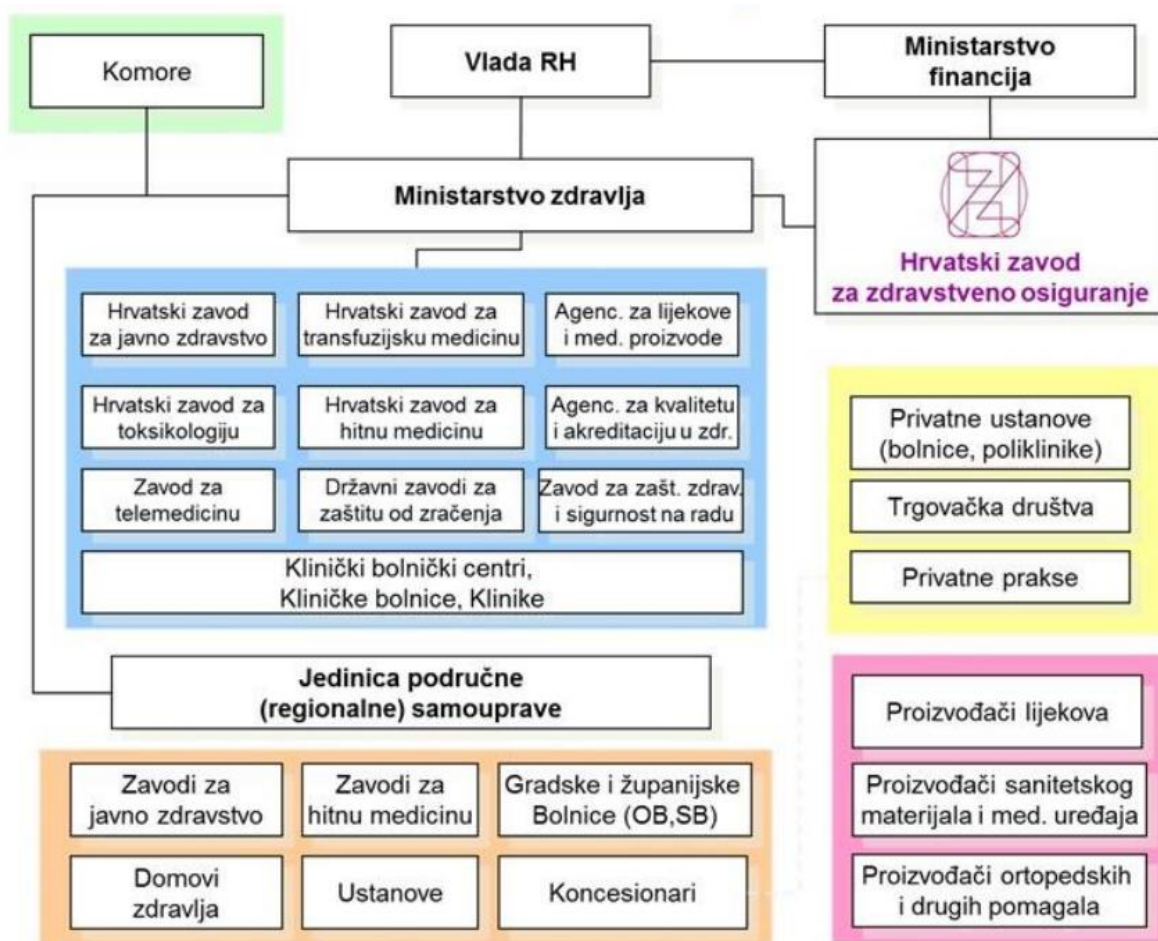 Komore
Vlada RH
Ministarstvo
financija
Ministarstvo zdravlja
Hrvatski zavod
za zdravstveno osiguranje
Hrvatski zavod
za javno zdravstvo
Hrvatski zavod za
transfuzijsku medicinu
Agenc. za lijekove
i med. proizvode
Hrvatski zavod za
toksikologiju
Hrvatski zavod za
hitnu medicinu
Agenc. za kvalitetu
i akreditaciju u zdr.
Zavod za
telemedicinu
Državni zavodi za
zaštitu od zračenja
Zavod za zašt. zdrav.
i sigurnost na radu
Klinički bolnički centri,
Kliničke bolnice, Klinike
Privatne ustanove
(bolnice, poliklinike)
Trgovačka društva
Privatne prakse
Jedinica područne
(regionalne) samouprave
Zavodi za
javno zdravstvo
Zavodi za
hitnu medicinu
Gradske i županijske
Bolnice (OB,SB)
Domovi
zdravlja
Ustanove
Koncesionari
Proizvođači lijekova
Proizvođači sanitetskog
materijala i med. uređaja
Proizvođači ortopedskih
i drugih pomagala